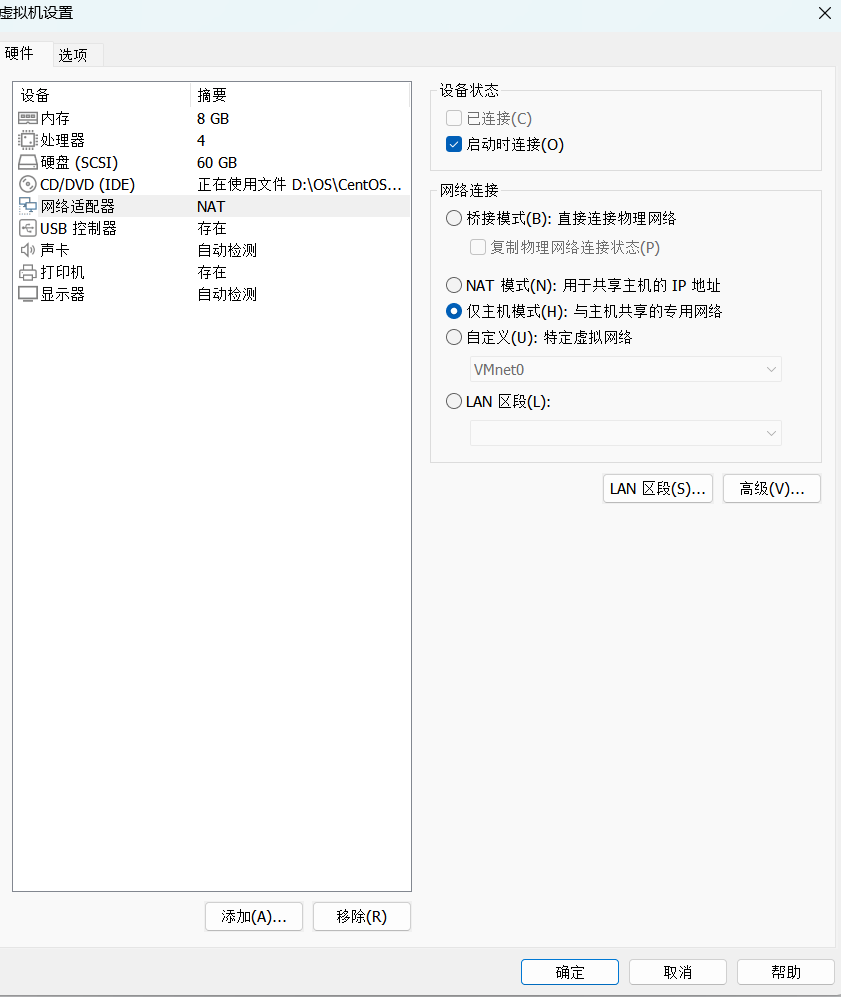 虚拟机设置
硬件 选项
设备 摘要
内存 8 GB
处理器 4
硬盘 (SCSI) 60 GB
CD/DVD (IDE) 正在使用文件 D:\OS\CentOS...
网络适配器 NAT
USB 控制器 存在
声卡 自动检测
打印机 存在
显示器 自动检测
添加(A)... 移除(R)
设备状态
已连接(C)
启动时连接(O)
网络连接
桥接模式(B): 直接连接物理网络
复制物理网络连接状态(P)
NAT 模式(N): 用于共享主机的 IP 地址
仅主机模式(H): 与主机共享的专用网络
自定义(U): 特定虚拟网络
VMnet0
LAN 区段(L):
LAN 区段(S)... 高级(V)...
确定 取消 帮助